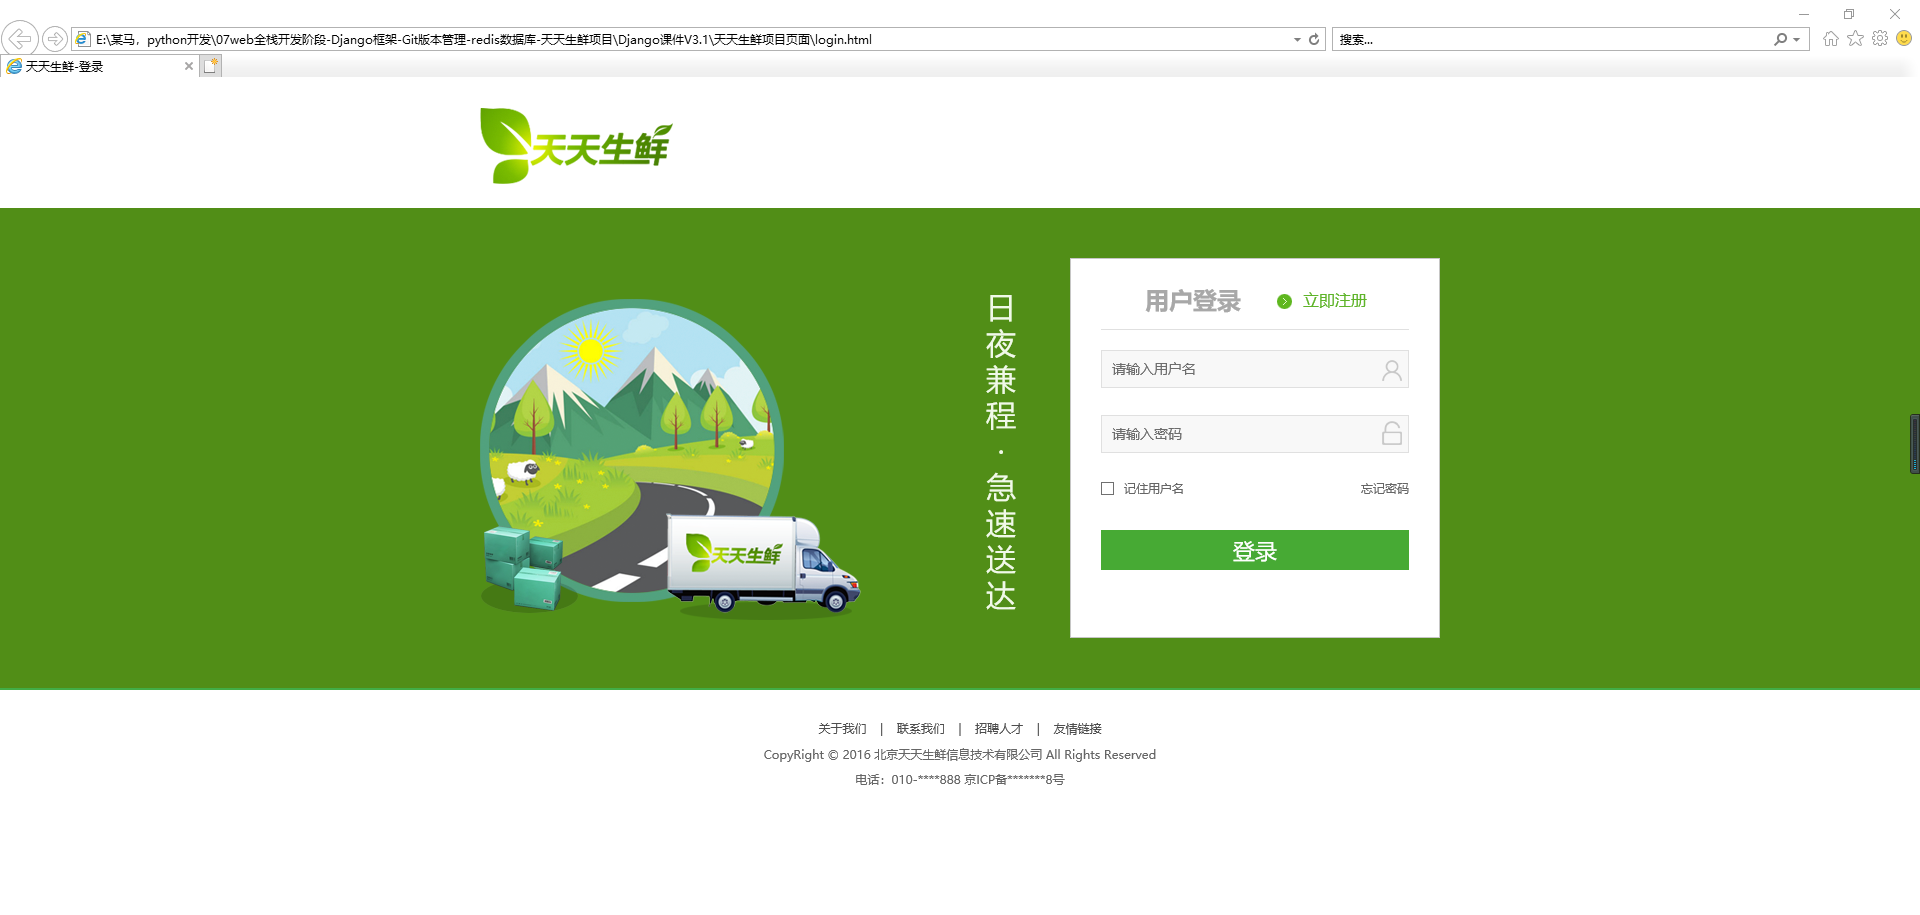 E:\某马，python开发\07web全栈开发阶段-Django框架-Git版本管理-redis数据库-天天生鲜项目\Django课件V3.1\天天生鲜项目页面\login.html
搜索...
天天生鲜-登录
天天生鲜
用户登录
立即注册
日夜兼程·急速送达
请输入用户名
请输入密码
记住用户名
忘记密码
天天生鲜
登录
关于我们 | 联系我们 | 招聘人才 | 友情链接
CopyRight © 2016 北京天天生鲜信息技术有限公司 All Rights Reserved
电话：010-****888 京ICP备*******8号